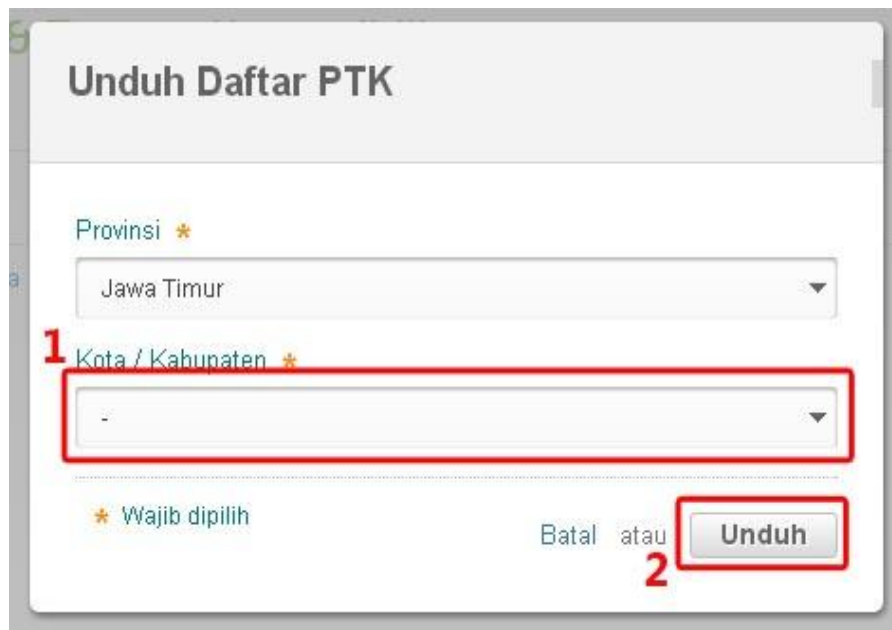 Unduh Daftar PTK
Provinsi *
Jawa Timur
1
Kota / Kabupaten *
-
* Wajib dipilih
Batal atau Unduh
2